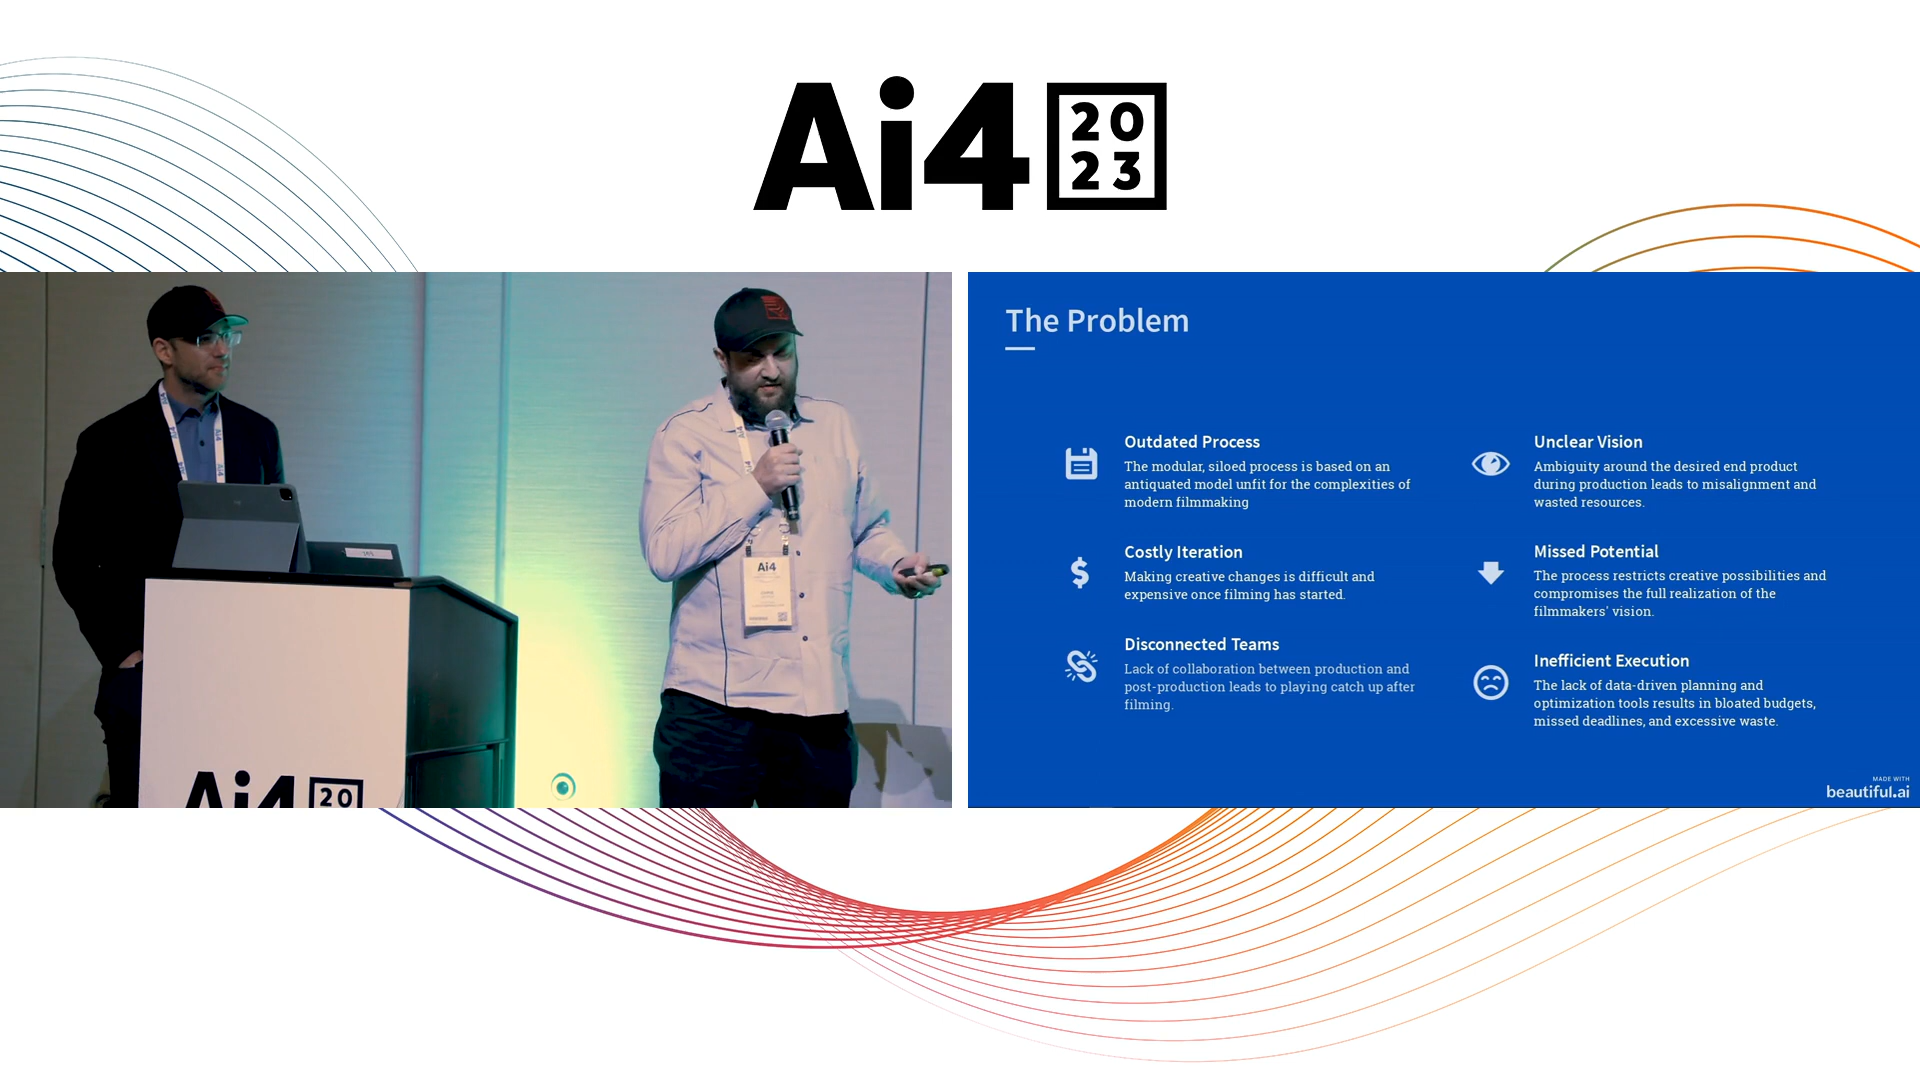 Ai4 20
23
Ai4
Ai4
Ai4
Ai4
20
The Problem
Outdated Process
The modular, siloed process is based on an
antiquated model unfit for the complexities of
modern filmmaking
Costly Iteration
Making creative changes is difficult and
expensive once filming has started.
Disconnected Teams
Lack of collaboration between production and
post-production leads to playing catch up after
filming.
Unclear Vision
Ambiguity around the desired end product
during production leads to misalignment and
wasted resources.
Missed Potential
The process restricts creative possibilities and
compromises the full realization of the
filmmakers' vision.
Inefficient Execution
The lack of data-driven planning and
optimization tools results in bloated budgets,
missed deadlines, and excessive waste.
MADE WITH
beautiful.ai